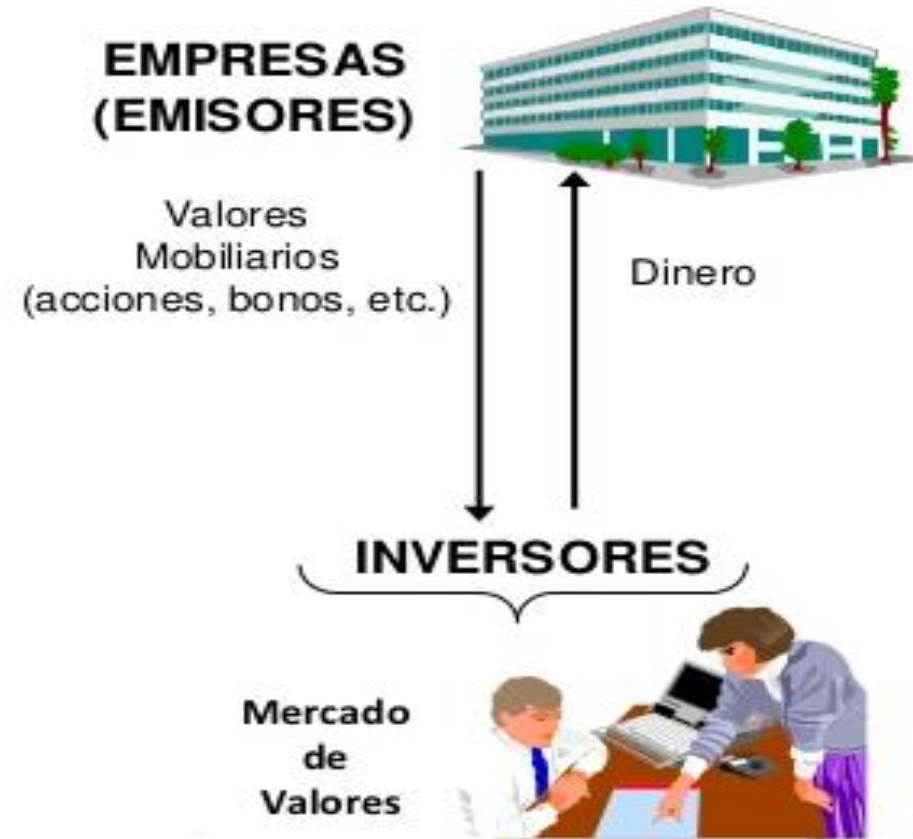 EMPRESAS
(EMISORES)
Valores
Mobiliarios
(acciones, bonos, etc.)
Dinero
INVERSORES
Mercado
de
Valores